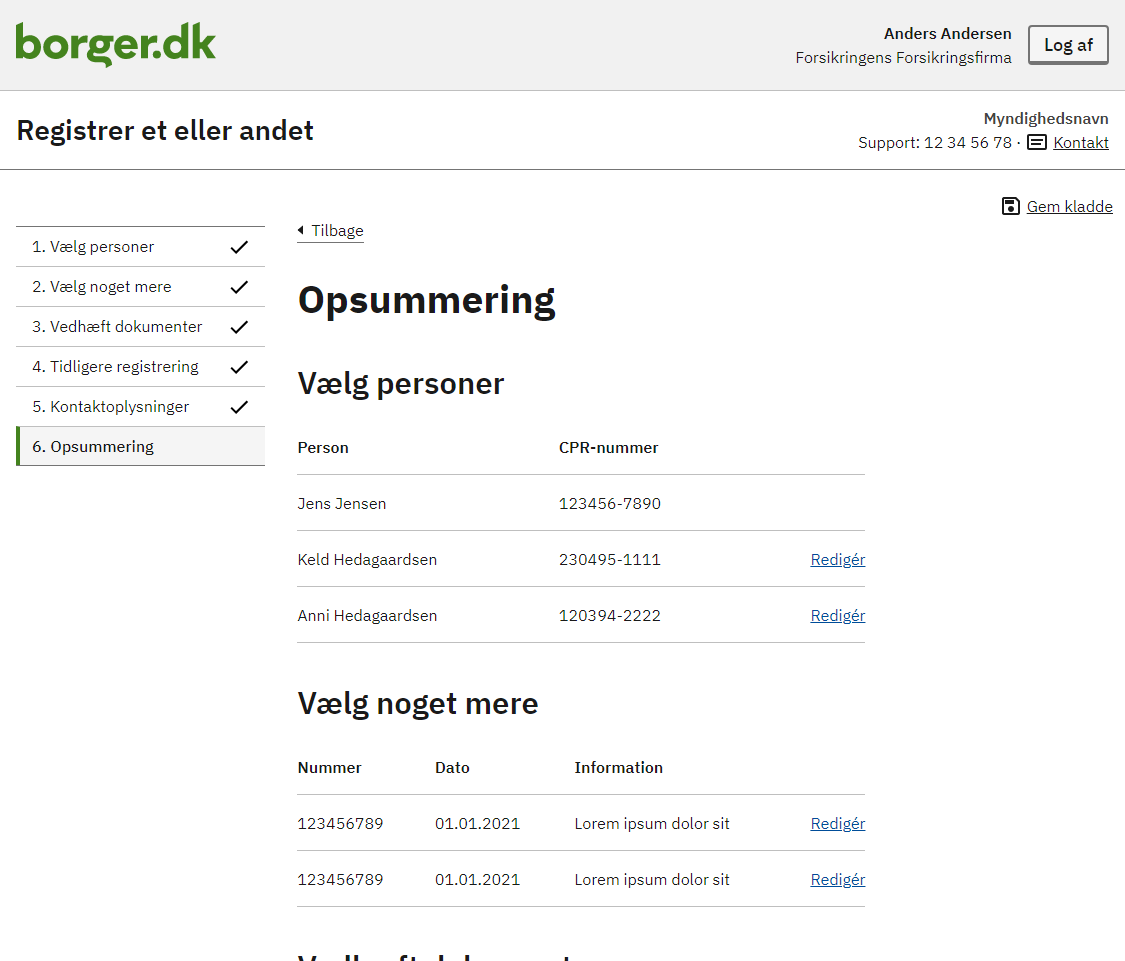 borger.dk
Anders Andersen
Forsikringens Forsikringsfirma
Log af
Registrer et eller andet
Myndighedsnavn
Support: 12 34 56 78 · Kontakt
Gem kladde
1. Vælg personer
2. Vælg noget mere
3. Vedhæft dokumenter
4. Tidligere registrering
5. Kontaktoplysninger
6. Opsummering
Tilbage
Opsummering
Vælg personer
Person CPR-nummer
Jens Jensen 123456-7890
Keld Hedagaardsen 230495-1111 Redigér
Anni Hedagaardsen 120394-2222 Redigér
Vælg noget mere
Nummer Dato Information
123456789 01.01.2021 Lorem ipsum dolor sit Redigér
123456789 01.01.2021 Lorem ipsum dolor sit Redigér